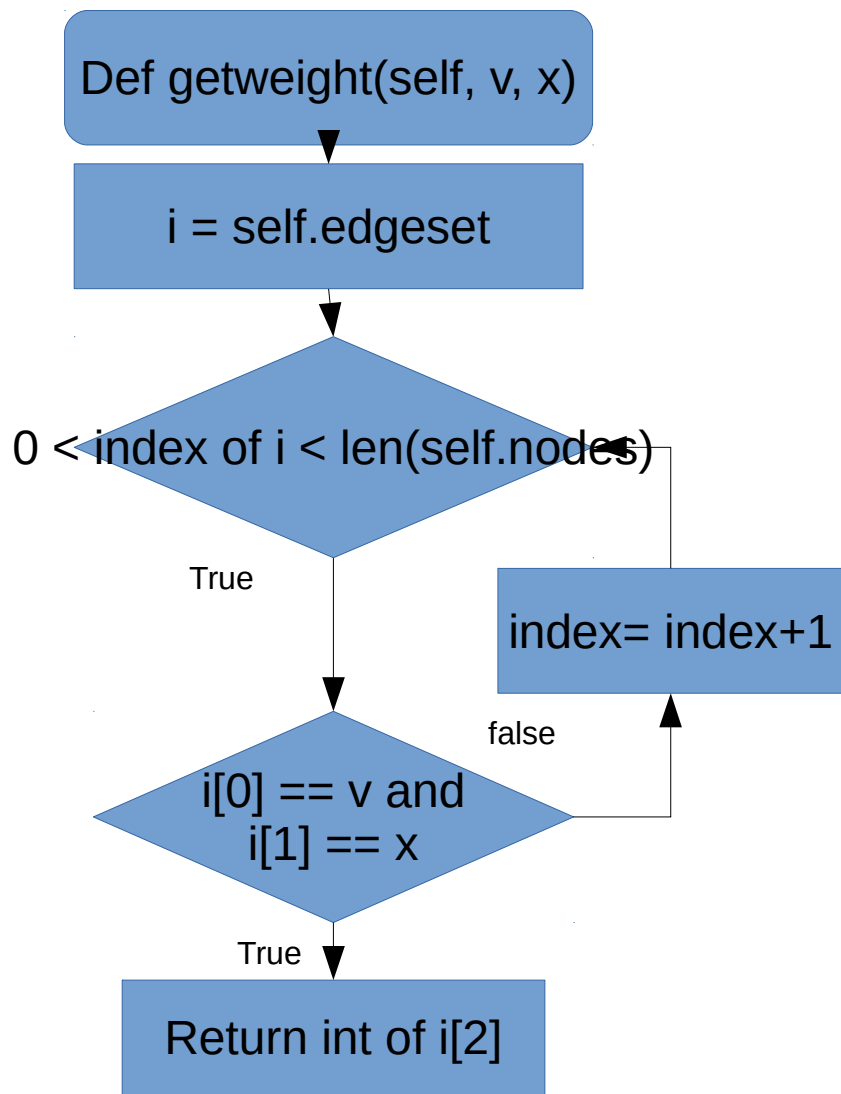 Def getweight(self, v, x)
i = self.edgeset
0 < index of i < len(self.nodes)
True
index= index+1
false
i[0] == v and
i[1] == x
True
Return int of i[2]